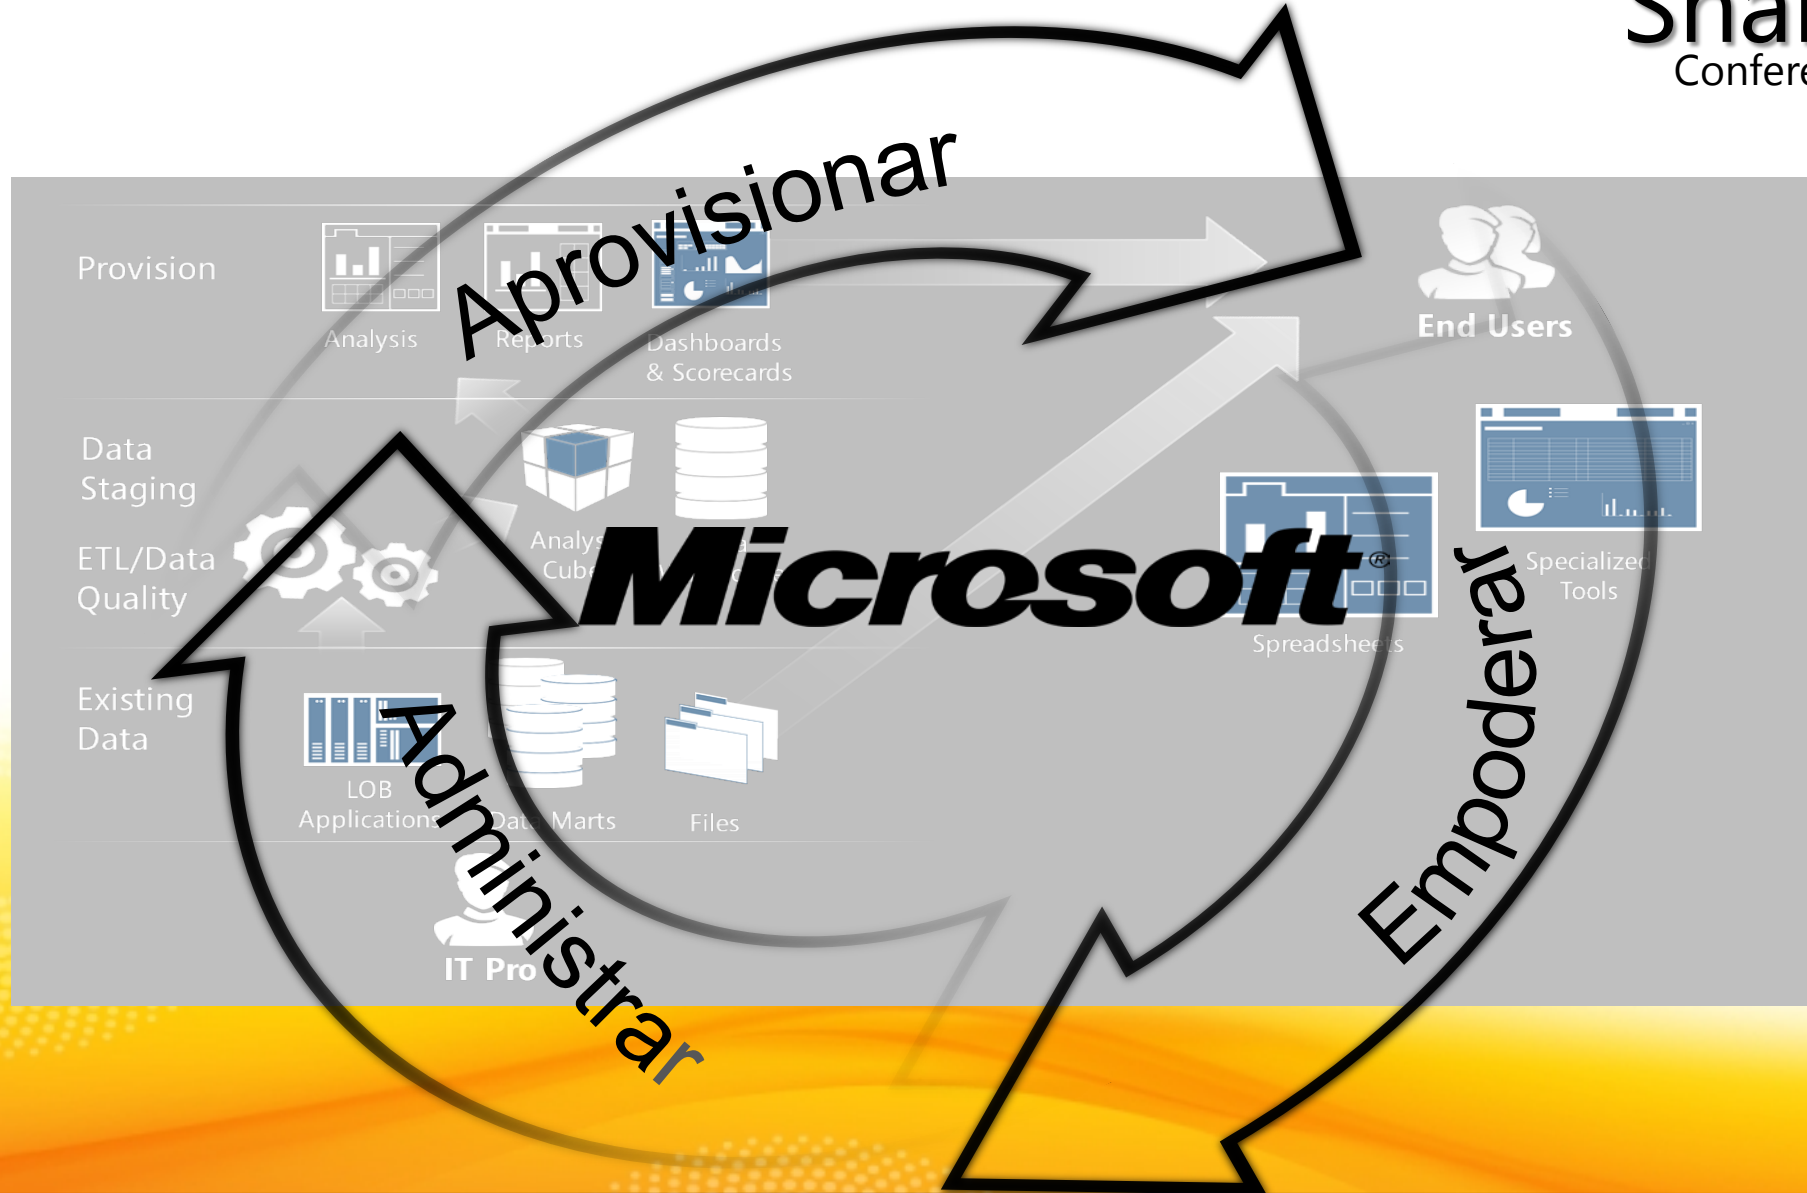 Aprovisionar
Provision
Analysis
Reports
Dashboards
& Scorecards
End Users
Data
Staging
ETL/Data
Quality
Microsoft®
Specialized
Tools
Spreadsheets
Empoderar
Existing
Data
LOB
Applications
Data Marts
Files
Administrar
IT Pro